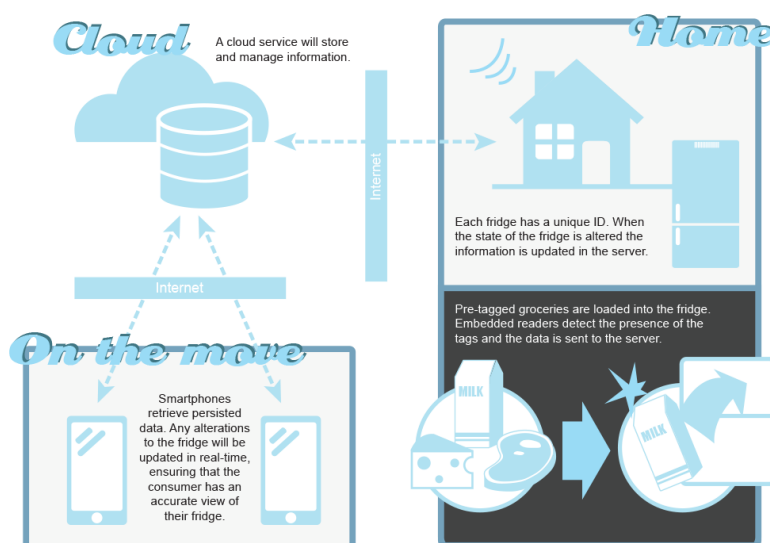 Cloud
A cloud service will store
and manage information.
Home
Internet
Each fridge has a unique ID. When
the state of the fridge is altered the
information is updated in the server.
Internet
Pre-tagged groceries are loaded into the fridge.
Embedded readers detect the presence of the
tags and the data is sent to the server.
MILK
MILK
On the move
Smartphones
retrieve persisted
data. Any alterations
to the fridge will be
updated in real-time,
ensuring that the
consumer has an
accurate view of
their fridge.